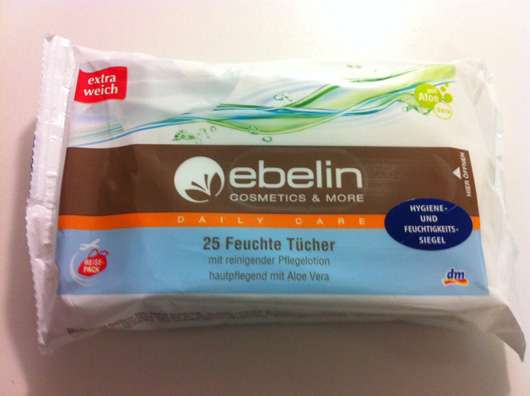 extra
weich
mit
Aloe
Vera
ebelin
COSMETICS & MORE
HIER ÖFFNEN
DAILY CARE
HYGIENE-
UND
FEUCHTIGKEITS-
SIEGEL
25 Feuchte Tücher
mit reinigender Pflegelotion
hautpflegend mit Aloe Vera
REISE-
PACK
dm